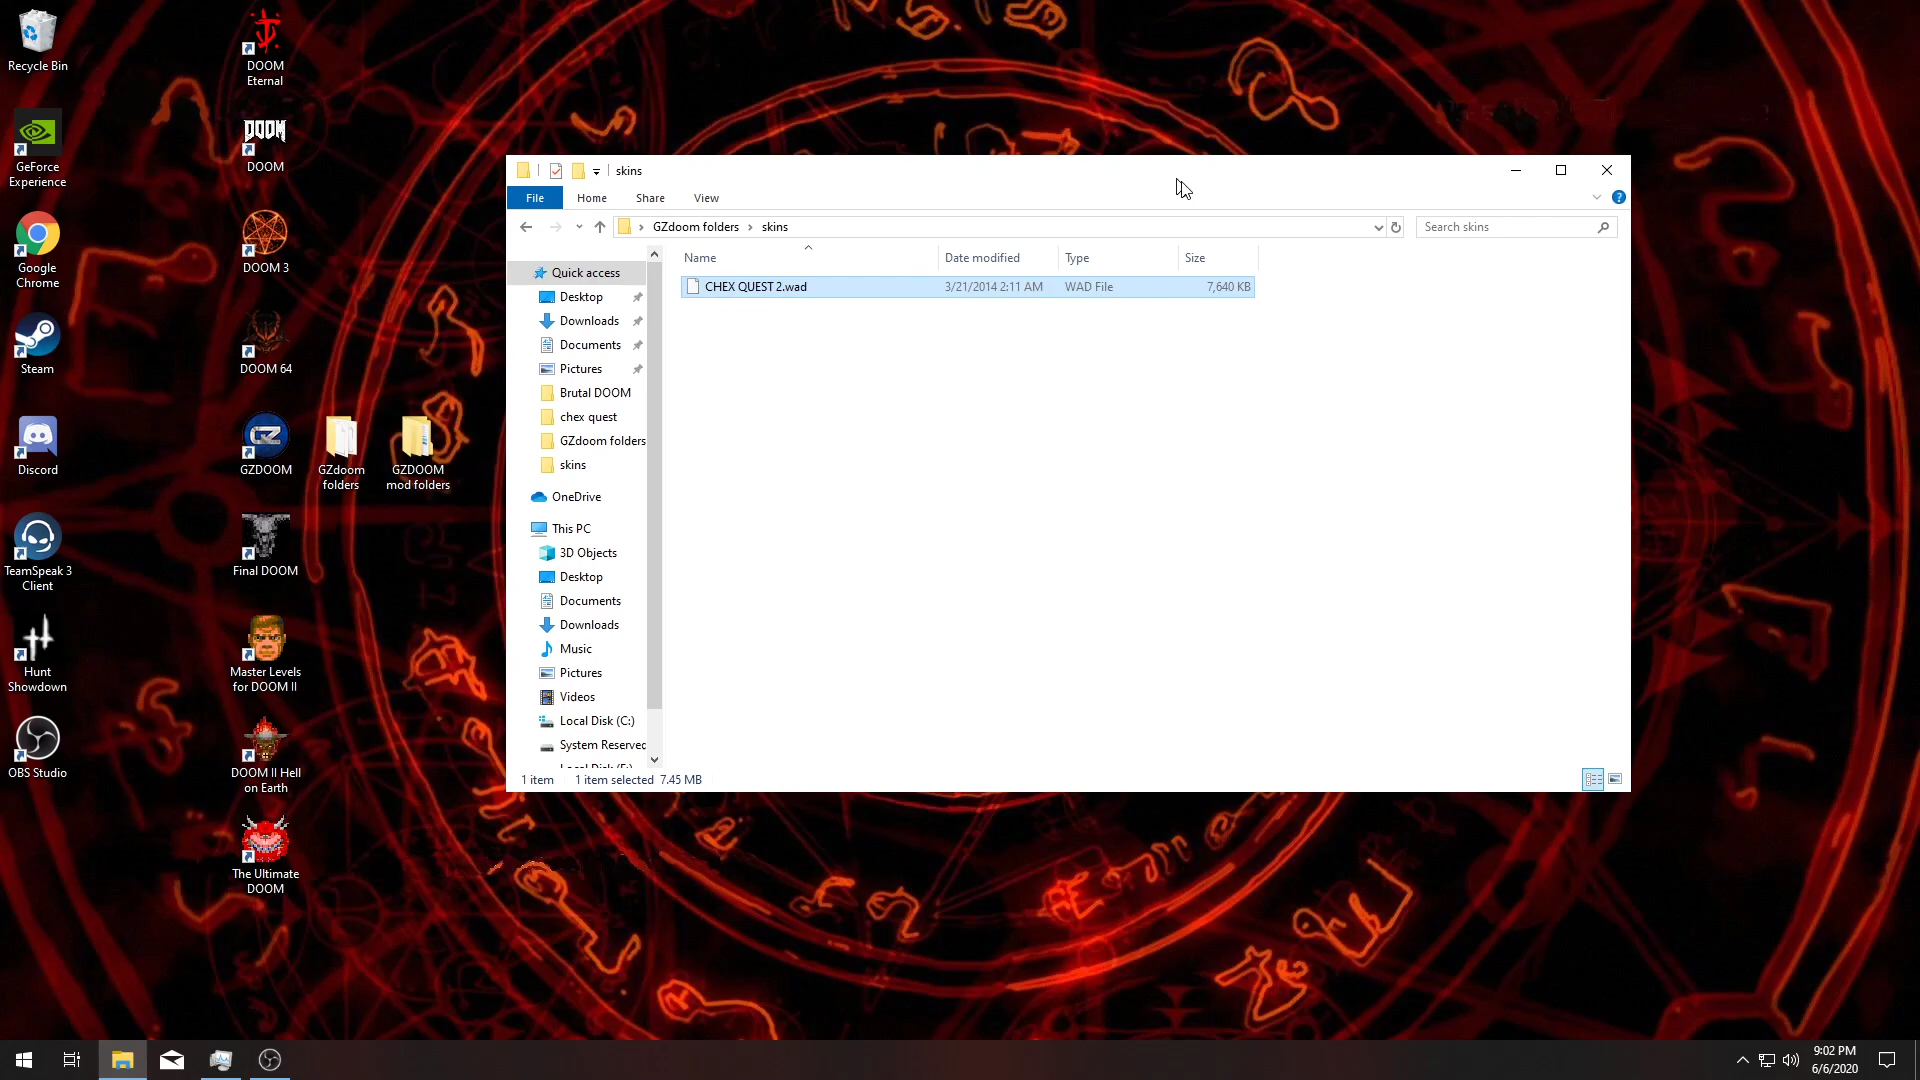 Recycle Bin
GeForce
Experience
Google
Chrome
Steam
Discord
TeamSpeak 3
Client
Hunt
Showdown
OBS Studio
DOOM
Eternal
DOOM
DOOM
DOOM 3
DOOM 64
GZ
GZDOOM
GZdoom
folders
GZDOOM
mod folders
Final DOOM
Master Levels
for DOOM II
DOOM II Hell
on Earth
The Ultimate
DOOM
skins
File Home Share View
GZdoom folders > skins
Search skins
Name Date modified Type Size
CHEX QUEST 2.wad 3/21/2014 2:11 AM WAD File 7,640 KB
Quick access
Desktop
Downloads
Documents
Pictures
Brutal DOOM
chex quest
GZdoom folders
skins
OneDrive
This PC
3D Objects
Desktop
Documents
Downloads
Music
Pictures
Videos
Local Disk (C:)
System Reserved
1 item 1 item selected 7.45 MB
9:02 PM
6/6/2020